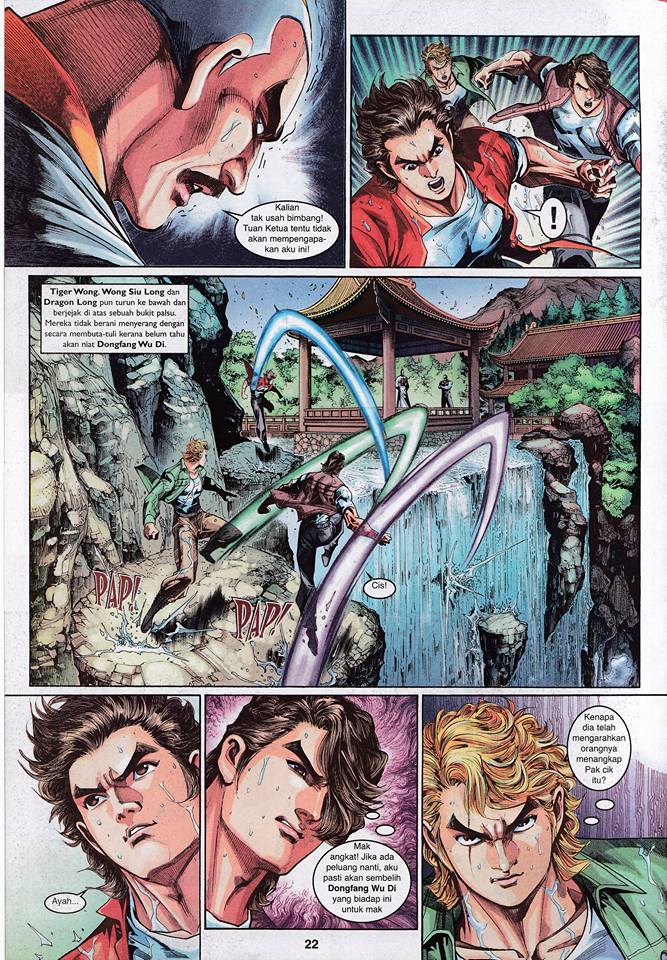 Kalian
tak usah bimbang!
Tuan Ketua tentu tidak
akan mempengapa-
kan aku ini!
!
Tiger Wong, Wong Siu Long dan
Dragon Long pun turun ke bawah dan
berjejak di atas sebuah bukit palsu.
Mereka tidak berani menyerang dengan
secara membuta-tuli kerana belum tahu
akan niat Dongfang Wu Di.
PAP!
PAP!
Cis!
Ayah...
Mak
angkat! Jika ada
peluang nanti, aku
pasti akan sembelih
Dongfang Wu Di
yang biadap ini
untuk mak
Kenapa
dia telah
mengarahkan
orangnya
menangkap
Pak cik
itu?
22